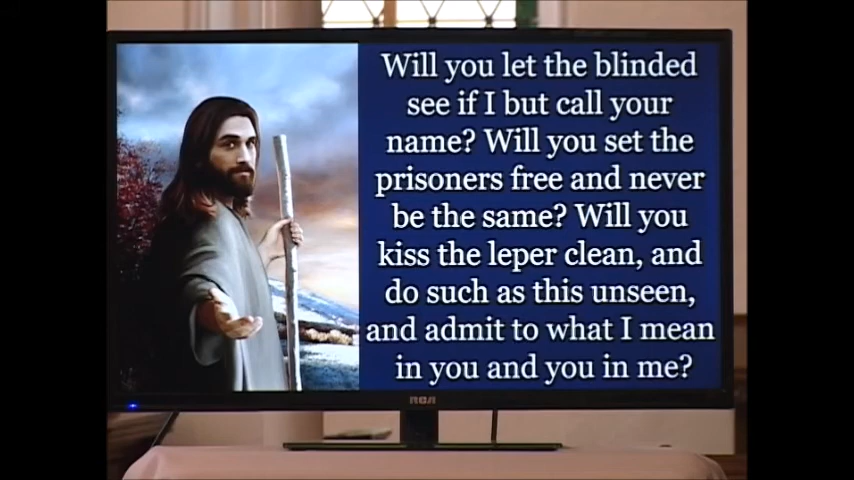 Will you let the blinded
see if I but call your
name? Will you set the
prisoners free and never
be the same? Will you
kiss the leper clean, and
do such as this unseen,
and admit to what I mean
in you and you in me?
RCA